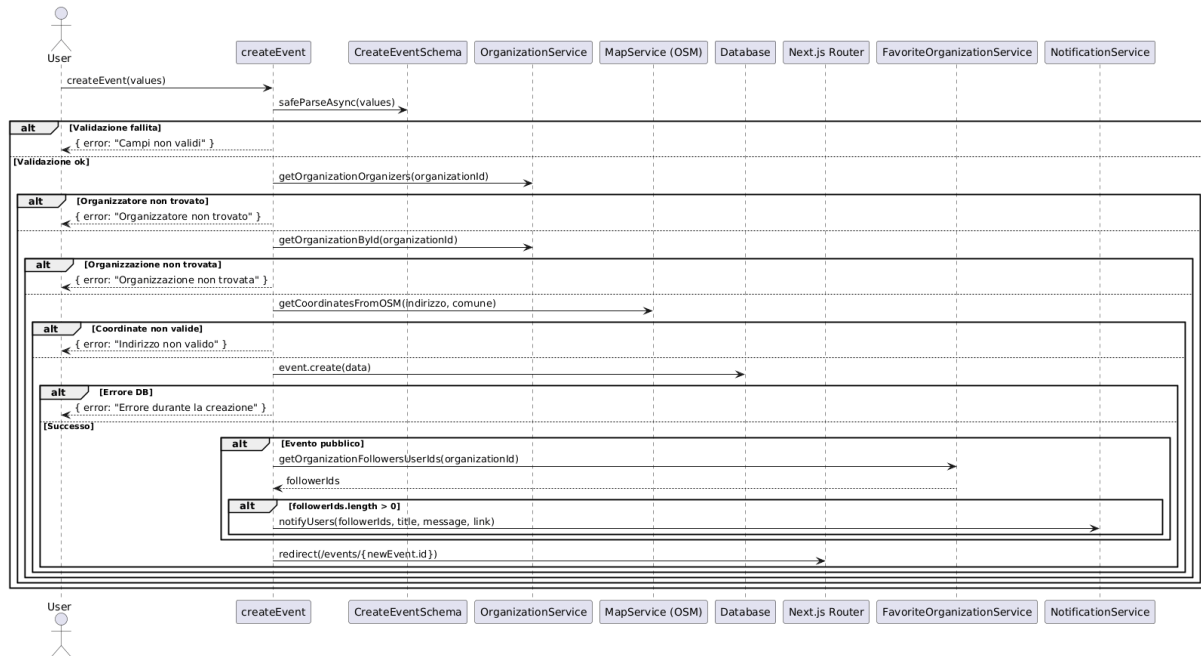 User
createEvent
CreateEventSchema
OrganizationService
MapService (OSM)
Database
Next.js Router
FavoriteOrganizationService
NotificationService
createEvent(values)
safeParseAsync(values)
alt [Validazione fallita]
{ error: "Campi non validi" }
[Validazione ok]
getOrganizationOrganizers(organizationId)
alt [Organizzatore non trovato]
{ error: "Organizzatore non trovato" }
getOrganizationById(organizationId)
alt [Organizzazione non trovata]
{ error: "Organizzazione non trovata" }
getCoordinatesFromOSM(indirizzo, comune)
alt [Coordinate non valide]
{ error: "Indirizzo non valido" }
event.create(data)
alt [Errore DB]
{ error: "Errore durante la creazione" }
[Successo]
alt [Evento pubblico]
getOrganizationFollowersUserIds(organizationId)
followerIds
alt [followerIds.length > 0]
notifyUsers(followerIds, title, message, link)
redirect(/events/{newEvent.id})
User
createEvent
CreateEventSchema
OrganizationService
MapService (OSM)
Database
Next.js Router
FavoriteOrganizationService
NotificationService